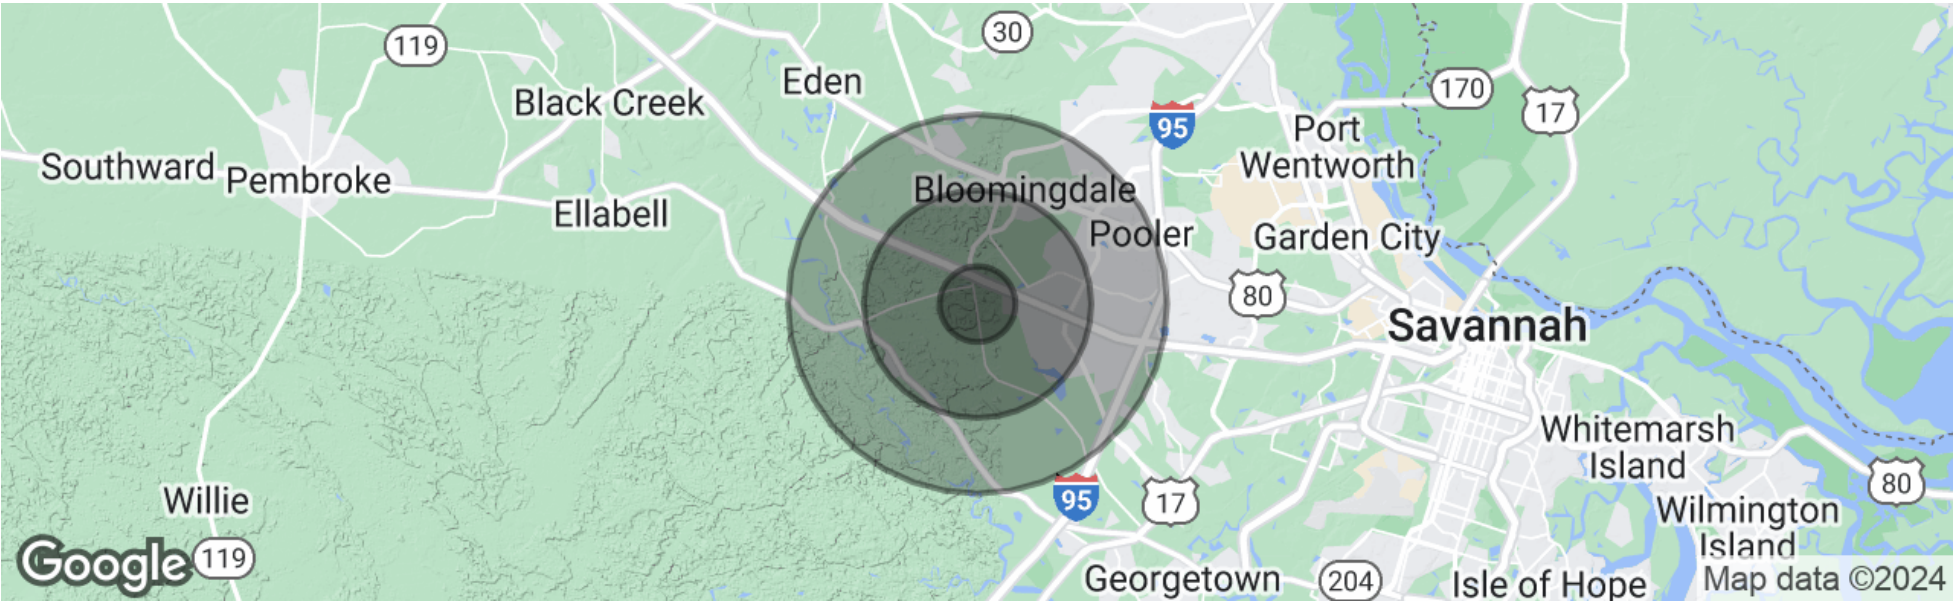 30
119
Eden
Black Creek
170
17
95
Port
Wentworth
Southward
Pembroke
Bloomingdale
Ellabell
Pooler
Garden City
80
Savannah
Whitemarsh
Island
95
17
80
Willie
Wilmington
Island
Google
119
Georgetown
204
Isle of Hope
Map data ©2024